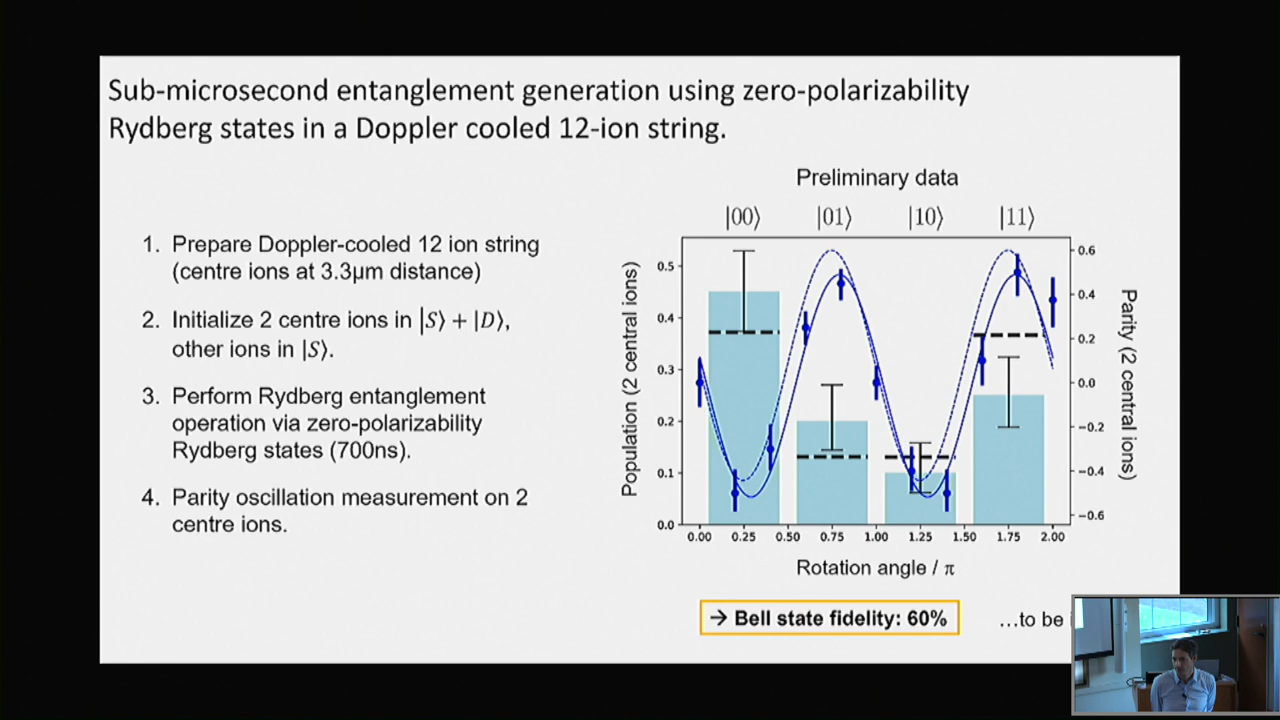 Sub-microsecond entanglement generation using zero-polarizability
Rydberg states in a Doppler cooled 12-ion string.
1. Prepare Doppler-cooled 12 ion string
(centre ions at 3.3μm distance)
2. Initialize 2 centre ions in |S⟩ + |D⟩,
other ions in |S⟩.
3. Perform Rydberg entanglement
operation via zero-polarizability
Rydberg states (700ns).
4. Parity oscillation measurement on 2
centre ions.
Preliminary data
|00⟩ |01⟩ |10⟩ |11⟩
Population (2 central ions)
0.5
0.4
0.3
0.2
0.1
0.0
0.6
0.4
0.2
0.0
−0.2
−0.4
−0.6
Parity (2 central ions)
0.00 0.25 0.50 0.75 1.00 1.25 1.50 1.75 2.00
Rotation angle / π
→ Bell state fidelity: 60%
...to be